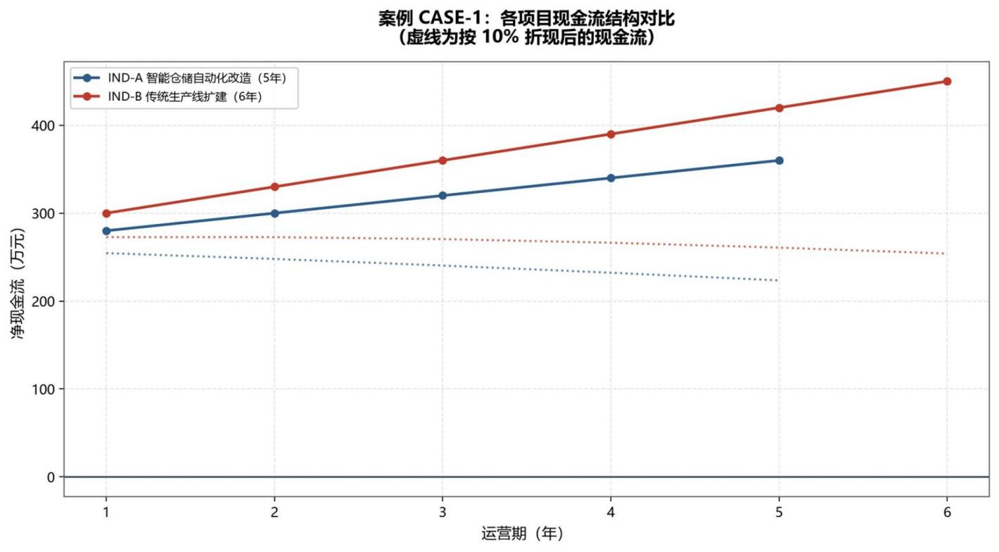 案例 CASE-1：各项目现金流结构对比
（虚线为按 10% 折现后的现金流）
IND-A 智能仓储自动化改造（5年）
IND-B 传统生产线扩建（6年）
净现金流（万元）
400
300
200
100
0
1 2 3 4 5 6
运营期（年）